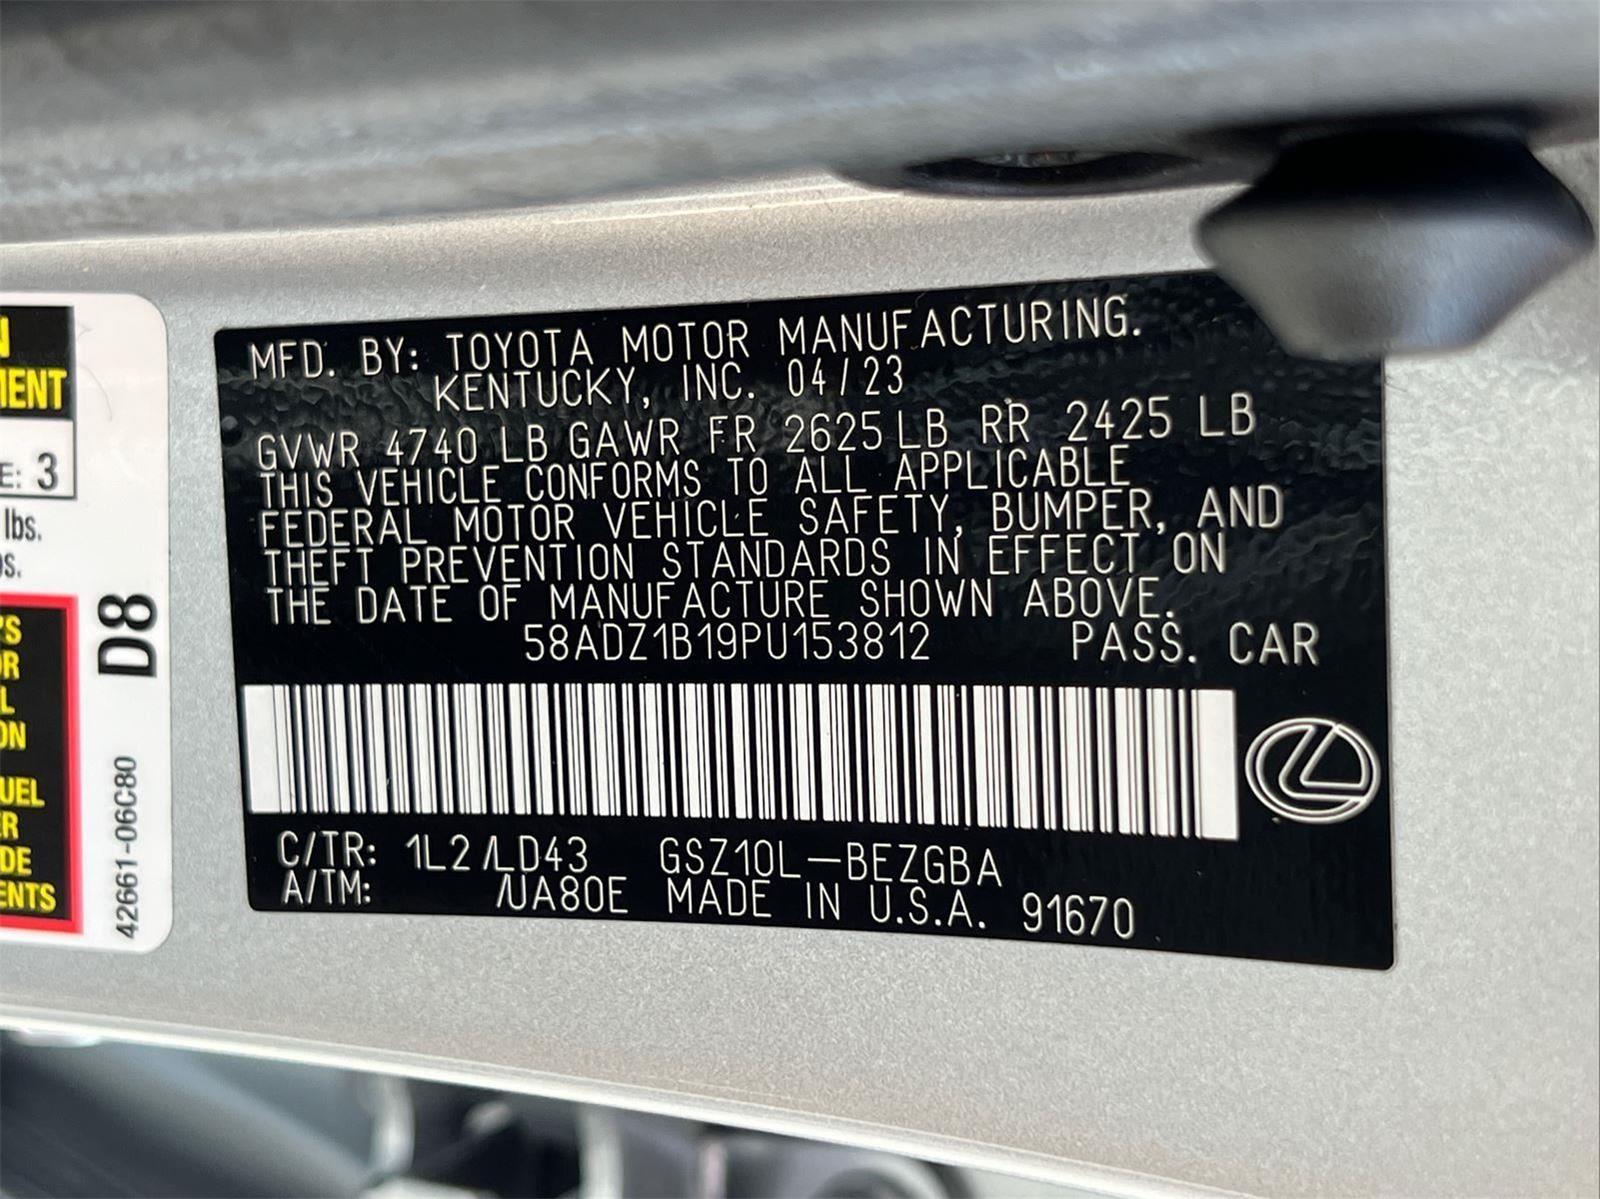 MFD. BY: TOYOTA MOTOR MANUFACTURING.
KENTUCKY, INC. 04/23
GVWR 4740 LB GAWR FR 2625 LB RR 2425 LB
THIS VEHICLE CONFORMS TO ALL APPLICABLE
FEDERAL MOTOR VEHICLE SAFETY, BUMPER, AND
THEFT PREVENTION STANDARDS IN EFFECT ON
THE DATE OF MANUFACTURE SHOWN ABOVE.
58ADZ1B19PU153812 PASS. CAR
C/TR: 1L2/LD43 GSZ10L-BEZGBA
A/TM: /UA80E MADE IN U.S.A. 91670
E: 3
lbs.
D8
42661-06C80